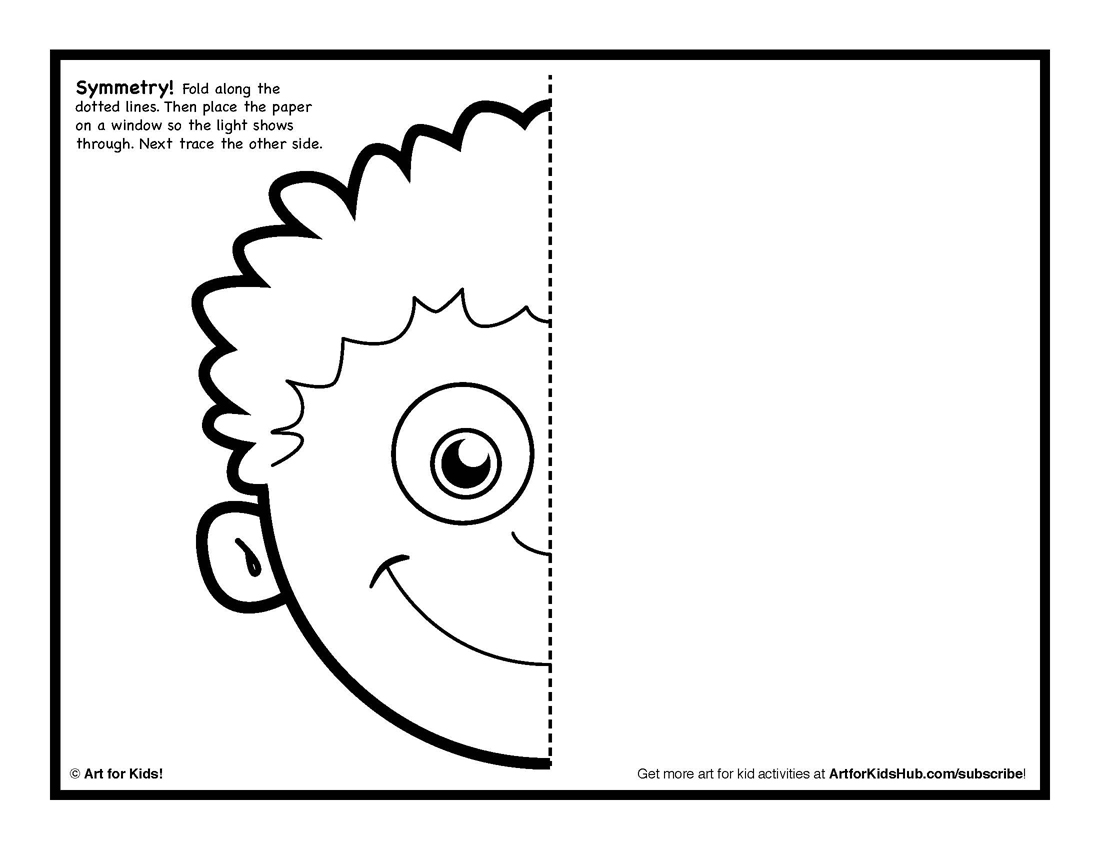 Symmetry! Fold along the
dotted lines. Then place the paper
on a window so the light shows
through. Next trace the other side.
© Art for Kids!
Get more art for kid activities at ArtforKidsHub.com/subscribe!